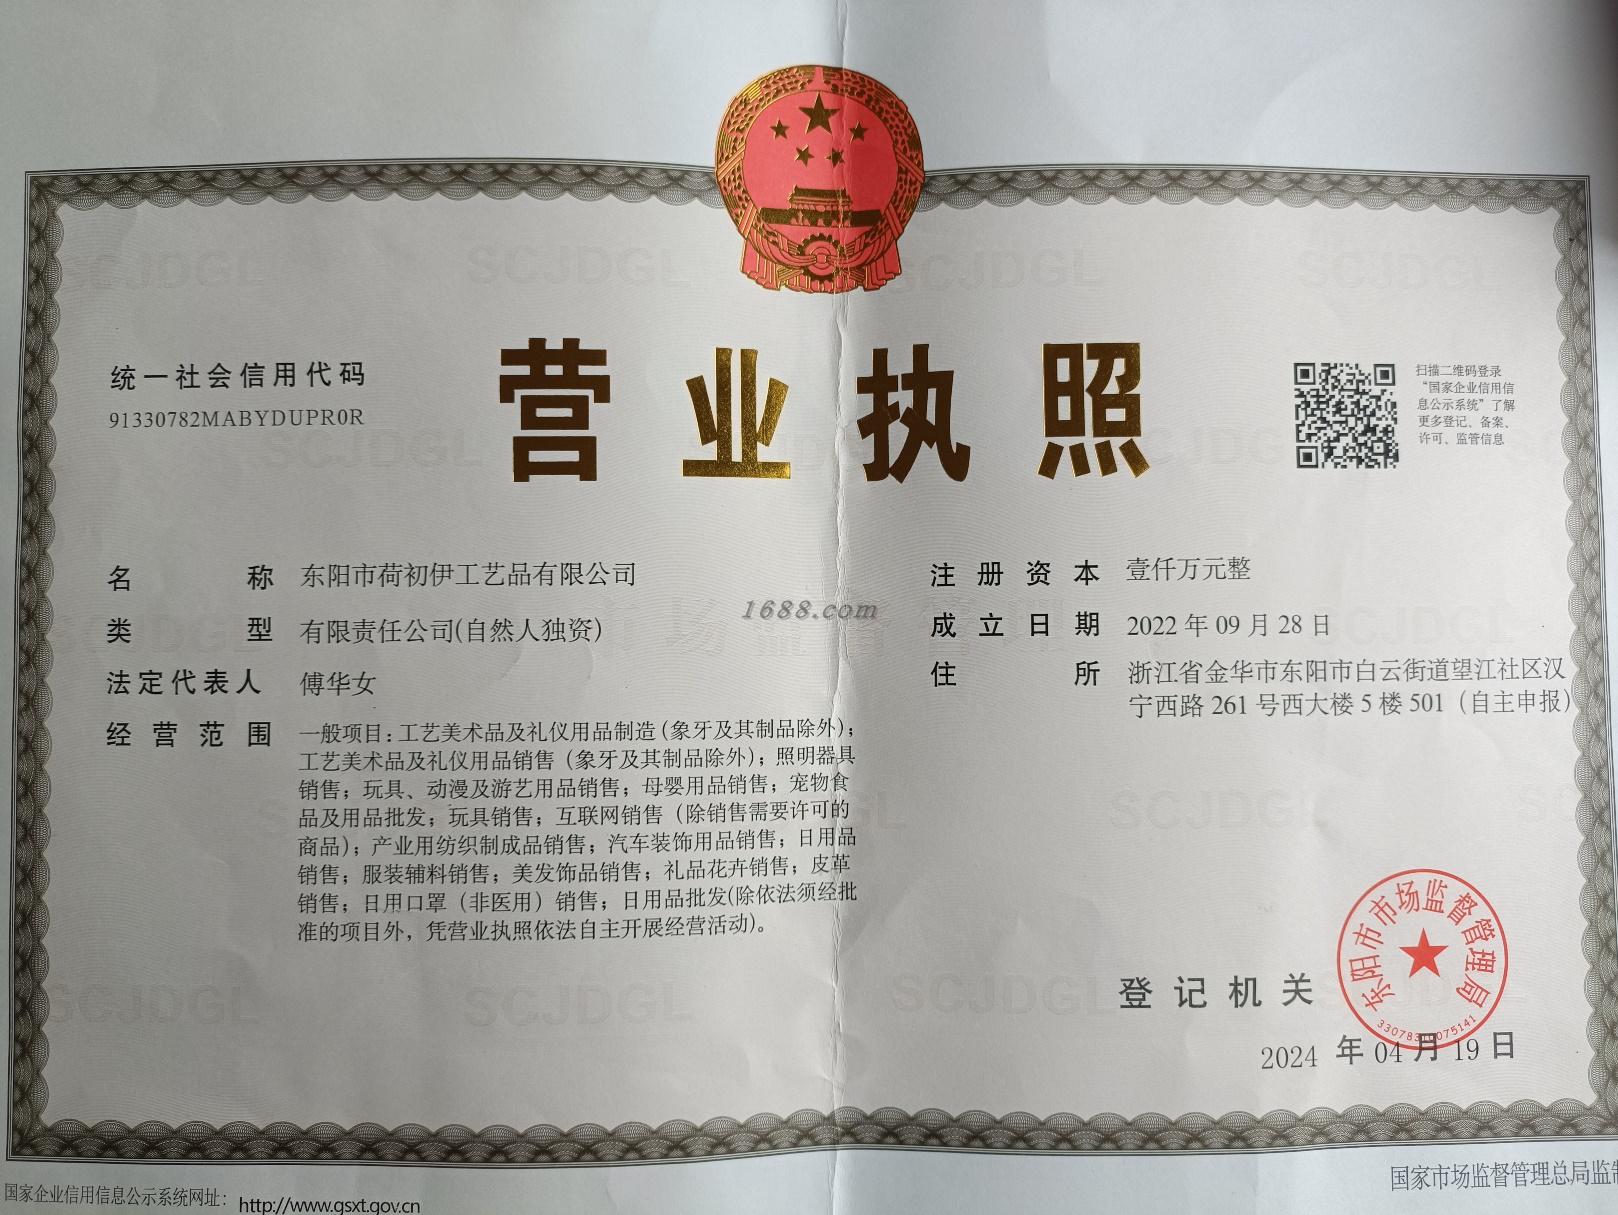 营业执照
统一社会信用代码
91330782MABYDUPR0R
扫描二维码登录
“国家企业信用信
息公示系统”了解
更多登记、备案、
许可、监管信息
名称 东阳市荷初伊工艺品有限公司
类型 有限责任公司(自然人独资)
法定代表人 傅华女
经营范围 一般项目：工艺美术品及礼仪用品制造(象牙及其制品除外)；
工艺美术品及礼仪用品销售（象牙及其制品除外)；照明器具
销售；玩具、动漫及游艺用品销售；母婴用品销售；宠物食
品及用品批发；玩具销售；互联网销售（除销售需要许可的
商品）；产业用纺织制成品销售；汽车装饰用品销售；日用品
销售；服装辅料销售；美发饰品销售；礼品花卉销售；皮革
销售；日用口罩（非医用）销售；日用品批发(除依法须经批
准的项目外，凭营业执照依法自主开展经营活动)。
注册资本 壹仟万元整
成立日期 2022年09月28日
住所 浙江省金华市东阳市白云街道望江社区汉
宁西路261号西大楼5楼501（自主申报）
1688.com
登记机关
东阳市市场监督管理局
2024年04月19日
国家企业信用信息公示系统网址：http://www.gsxt.gov.cn
国家市场监督管理总局监制
SCJDGL